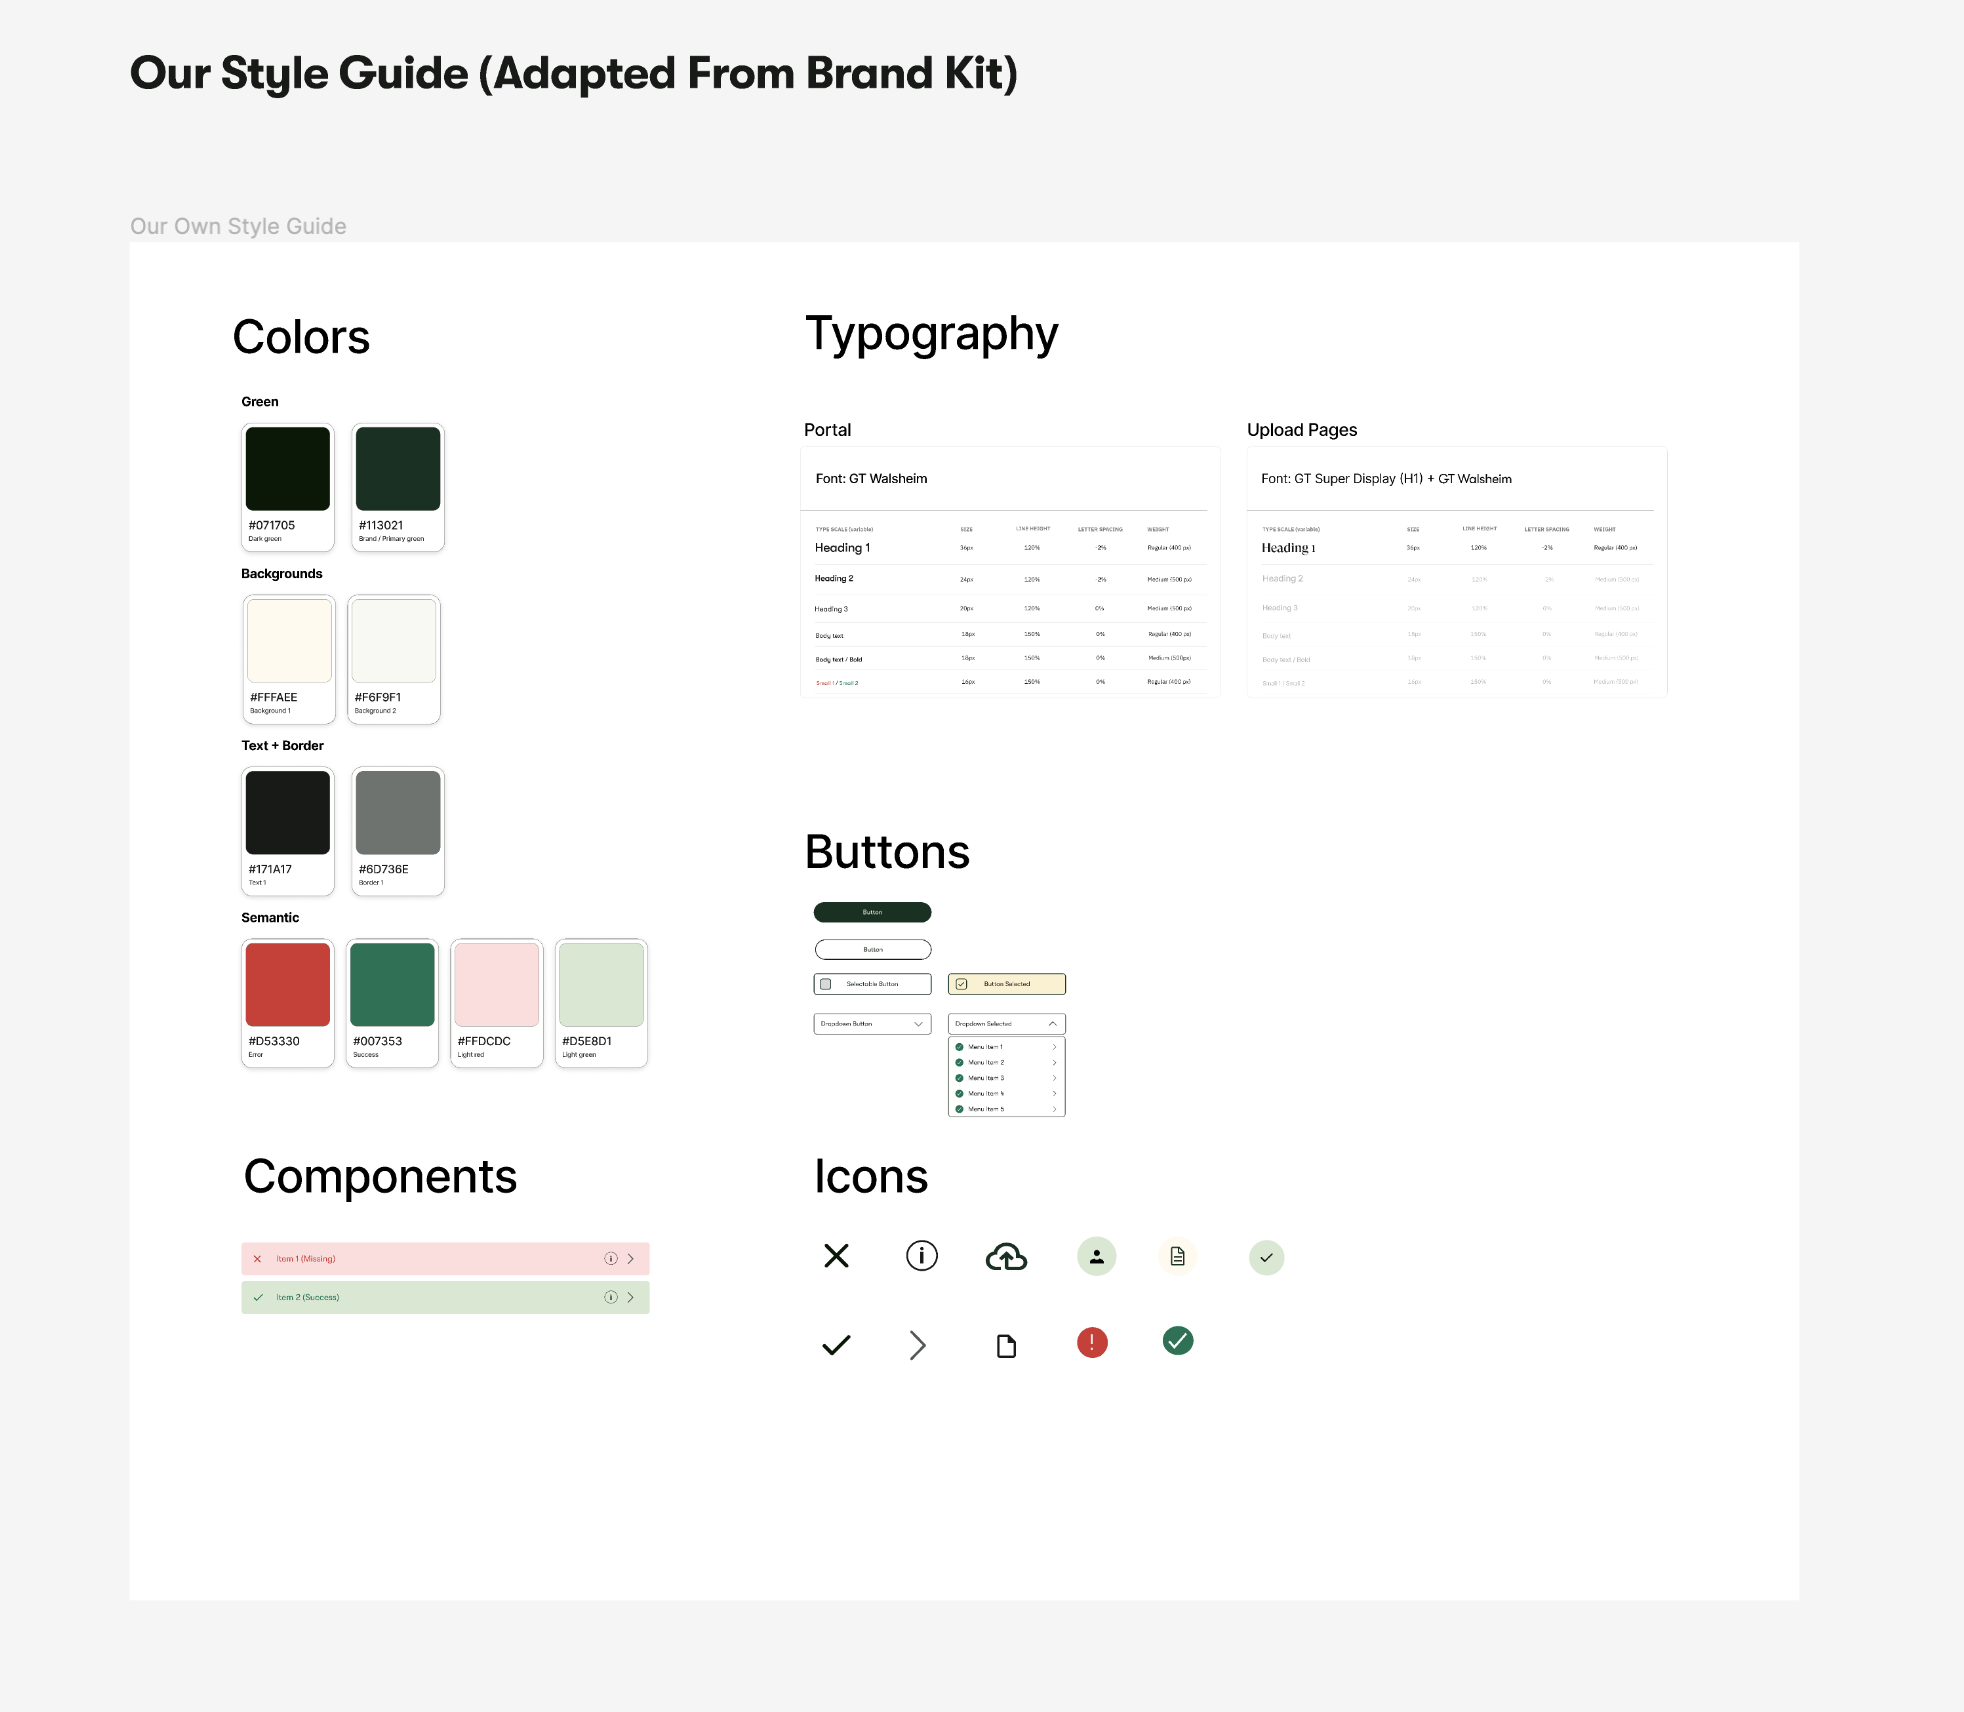 Our Style Guide (Adapted From Brand Kit)
Our Own Style Guide
Colors
Green
#071705
Dark green
#113021
Brand / Primary green
Backgrounds
#FFFAEE
Background 1
#F6F9F1
Background 2
Text + Border
#171A17
Text 1
#6D736E
Border 1
Semantic
#D53330
Error
#007353
Success
#FFDCDC
Light red
#D5E8D1
Light green
Typography
Portal
Font: GT Walsheim
TYPE SCALE (variable) SIZE LINE HEIGHT LETTER SPACING WEIGHT
Heading 1 36px 120% -2% Regular (400 px)
Heading 2 24px 120% -2% Medium (500 px)
Heading 3 20px 120% 0% Medium (500 px)
Body text 18px 150% 0% Regular (400 px)
Body text / Bold 18px 150% 0% Medium (500px)
Small 1 / Small 2 16px 150% 0% Regular (400 px)
Upload Pages
Font: GT Super Display (H1) + GT Walsheim
TYPE SCALE (variable) SIZE LINE HEIGHT LETTER SPACING WEIGHT
Heading 1 36px 120% -2% Regular (400 px)
Heading 2 24px 120% -2% Medium (500 px)
Heading 3 20px 120% 0% Medium (500 px)
Body text 18px 150% 0% Regular (400 px)
Body text / Bold 18px 150% 0% Medium (500 px)
Small 1 / Small 2 16px 150% 0% Medium
Buttons
Button
Button
Selectable Button
Button Selected
Dropdown Button
Dropdown Selected
Menu Item 1
Menu Item 2
Menu Item 3
Menu Item 4
Menu Item 5
Components
Item 1 (Missing)
Item 2 (Success)
Icons